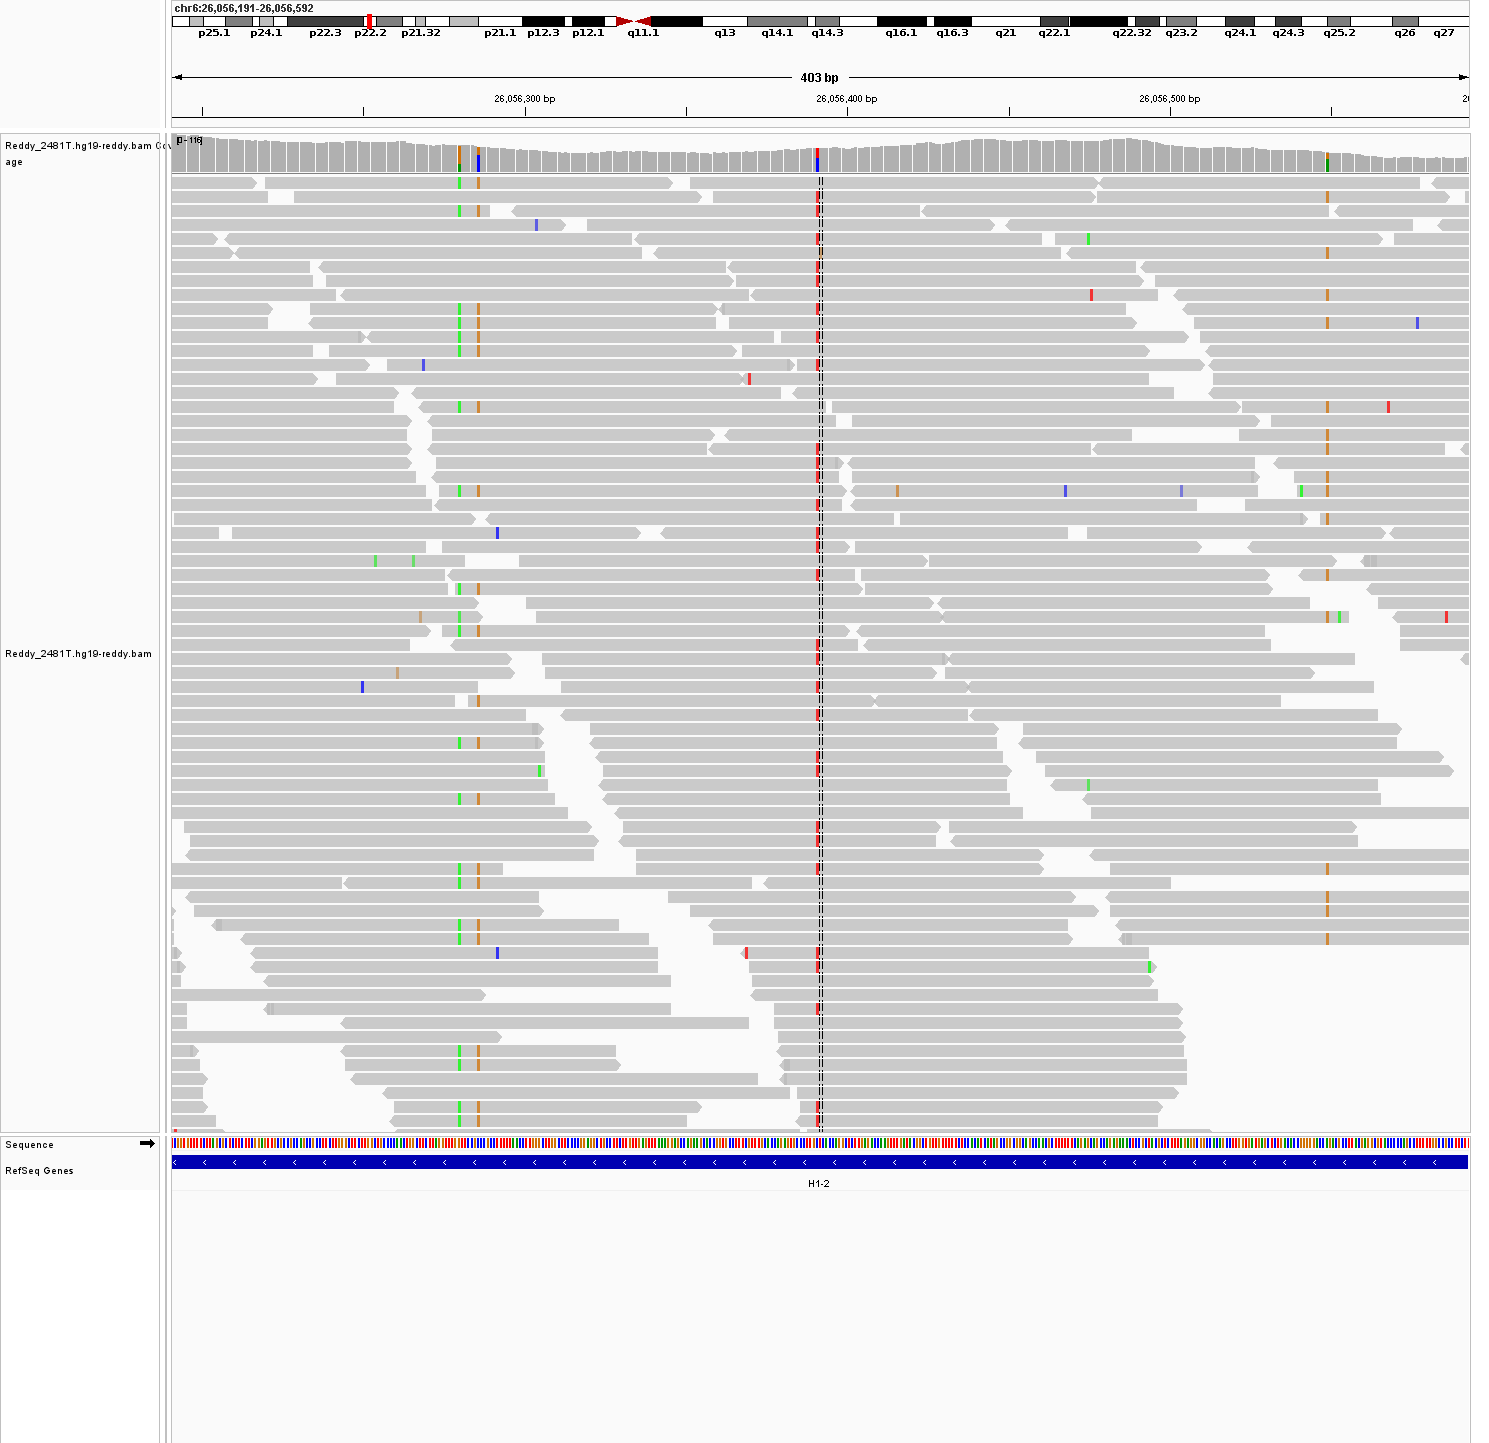 chr6:26,056,191-26,056,592
p25.1 p24.1 p22.3 p22.2 p21.32 p21.1 p12.3 p12.1 q11.1 q13 q14.1 q14.3 q16.1 q16.3 q21 q22.1 q22.32 q23.2 q24.1 q24.3 q25.2 q26 q27
403 bp
26,056,300 bp 26,056,400 bp 26,056,500 bp 26
[0 - 116]
Reddy_2481T.hg19-reddy.bam Cov
age
Reddy_2481T.hg19-reddy.bam
Sequence
RefSeq Genes
H1-2